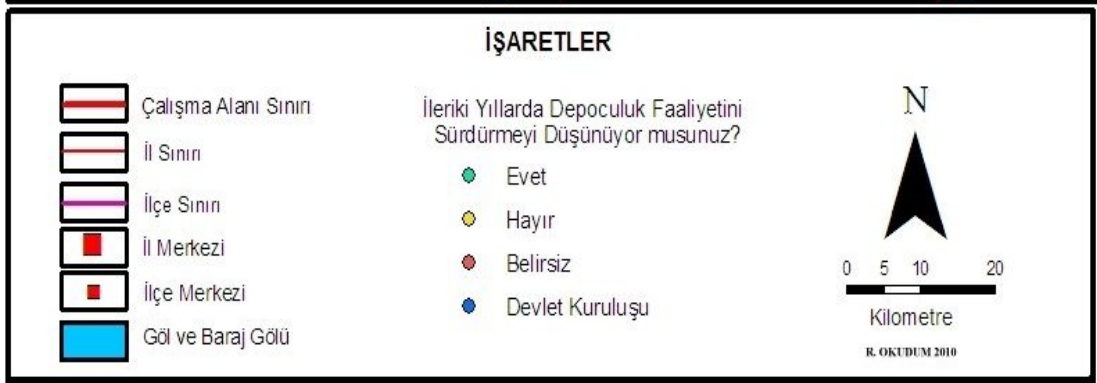 İŞARETLER
Çalışma Alanı Sınırı
İl Sınırı
İlçe Sınırı
İl Merkezi
İlçe Merkezi
Göl ve Baraj Gölü
İleriki Yıllarda Depoculuk Faaliyetini
Sürdürmeyi Düşünüyor musunuz?
Evet
Hayır
Belirsiz
Devlet Kuruluşu
N
0 5 10 20
Kilometre
R. OKUDUM 2010